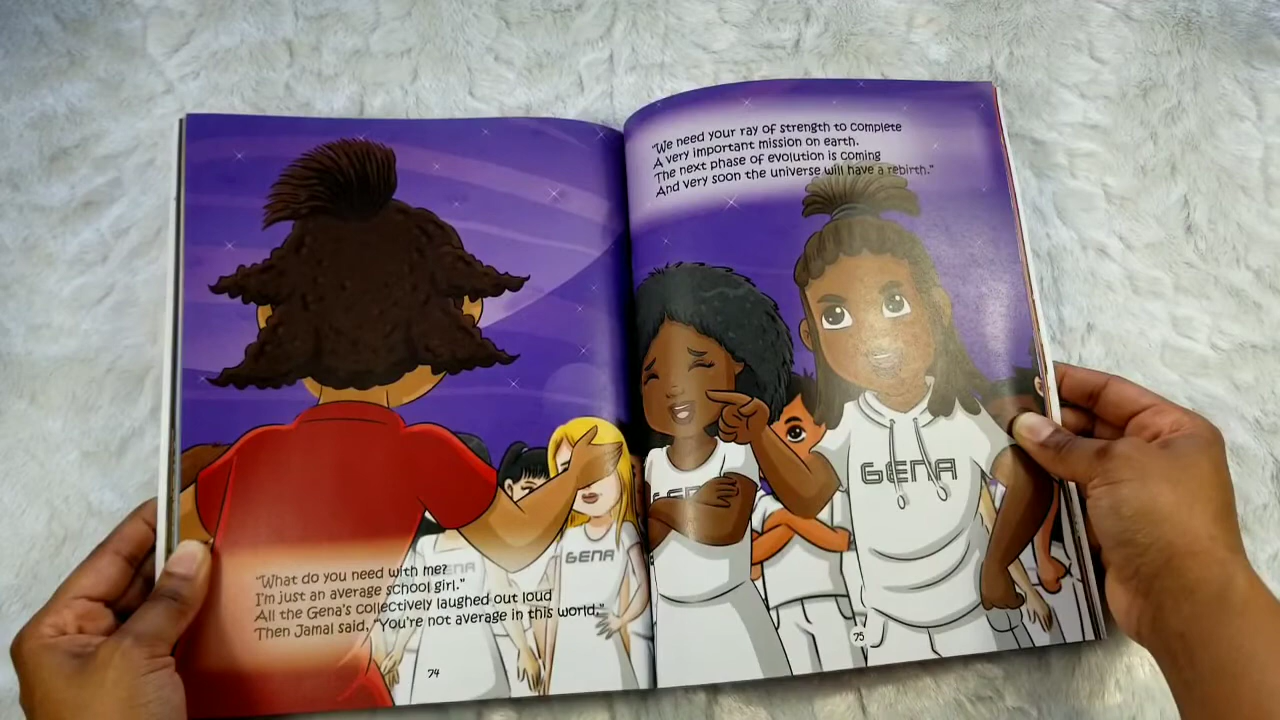 "What do you need with me?
I'm just an average school girl."
All the Gena's collectively laughed out loud
Then Jamal said, "You're not average in this world."
74
GENA
GENA
"We need your ray of strength to complete
A very important mission on earth.
The next phase of evolution is coming
And very soon the universe will have a rebirth."
GENA
GENA
75